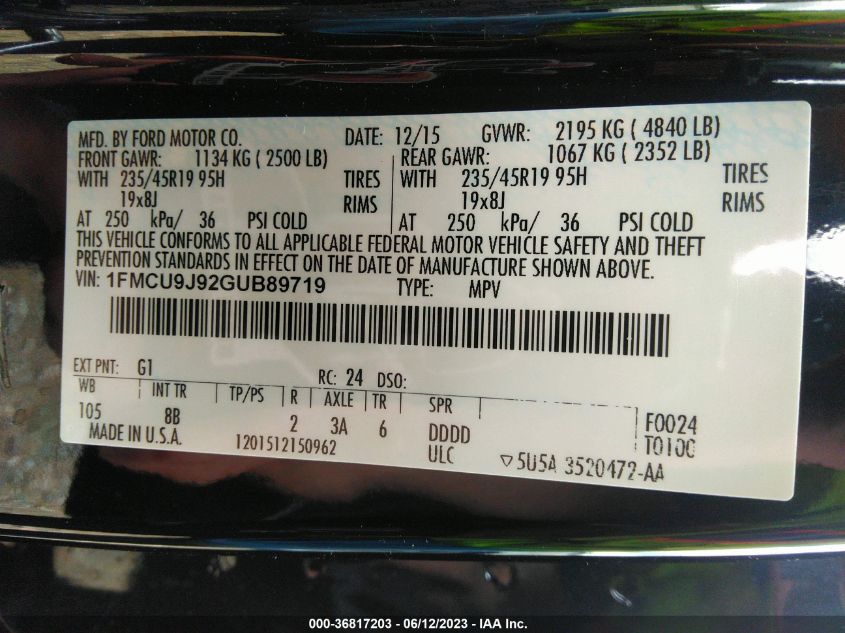 MFD. BY FORD MOTOR CO. DATE: 12/15 GVWR: 2195 KG ( 4840 LB)
FRONT GAWR: 1134 KG ( 2500 LB) REAR GAWR: 1067 KG ( 2352 LB)
WITH 235/45R19 95H TIRES WITH 235/45R19 95H TIRES
19x8J RIMS 19x8J RIMS
AT 250 kPa/ 36 PSI COLD AT 250 kPa/ 36 PSI COLD
THIS VEHICLE CONFORMS TO ALL APPLICABLE FEDERAL MOTOR VEHICLE SAFETY AND THEFT
PREVENTION STANDARDS IN EFFECT ON THE DATE OF MANUFACTURE SHOWN ABOVE.
VIN: 1FMCU9J92GUB89719 TYPE: MPV
EXT PNT: G1 RC: 24 DSO:
WB INT TR TP/PS R AXLE TR SPR
105 8B 2 3A 6 DDDD F0024
MADE IN U.S.A. 1201512150962 ULC T010C
▽5U5A 3520472-AA
000-36817203 - 06/12/2023 - IAA Inc.